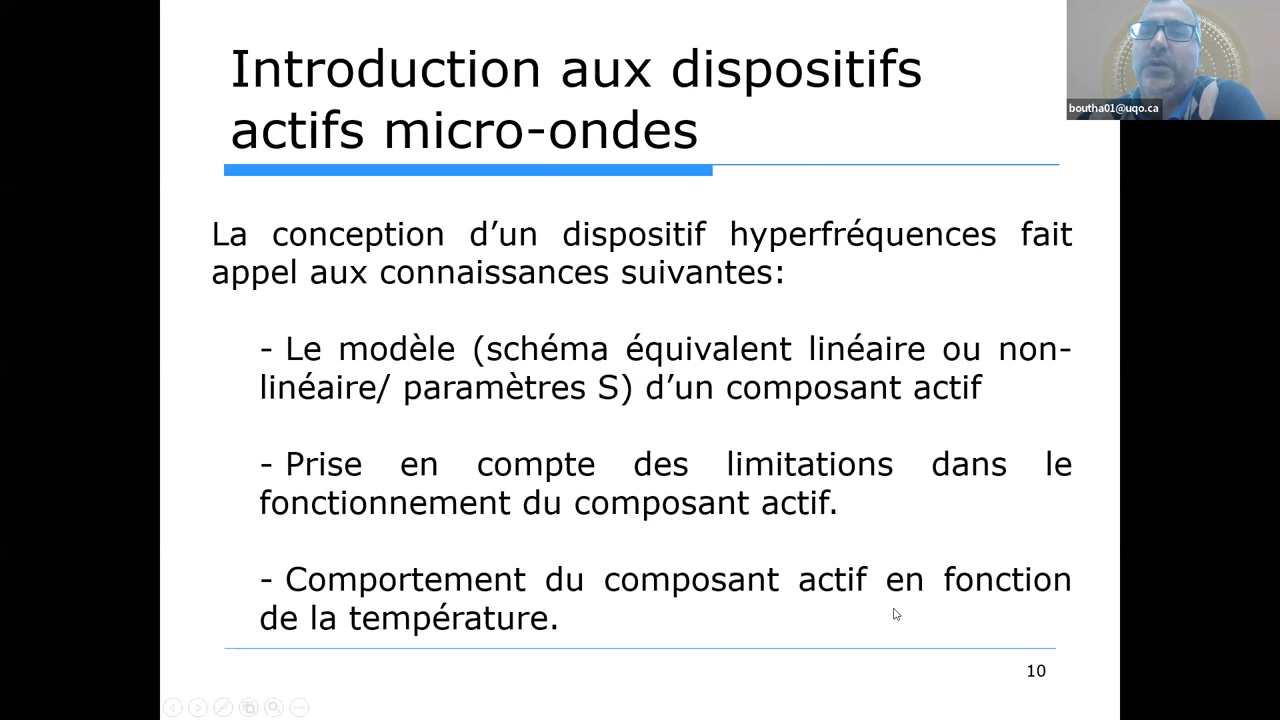 Introduction aux dispositifs
actifs micro-ondes
boutha01@uqo.ca
La conception d’un dispositif hyperfréquences fait
appel aux connaissances suivantes:
- Le modèle (schéma équivalent linéaire ou non-
linéaire/ paramètres S) d’un composant actif
- Prise en compte des limitations dans le
fonctionnement du composant actif.
- Comportement du composant actif en fonction
de la température.
10